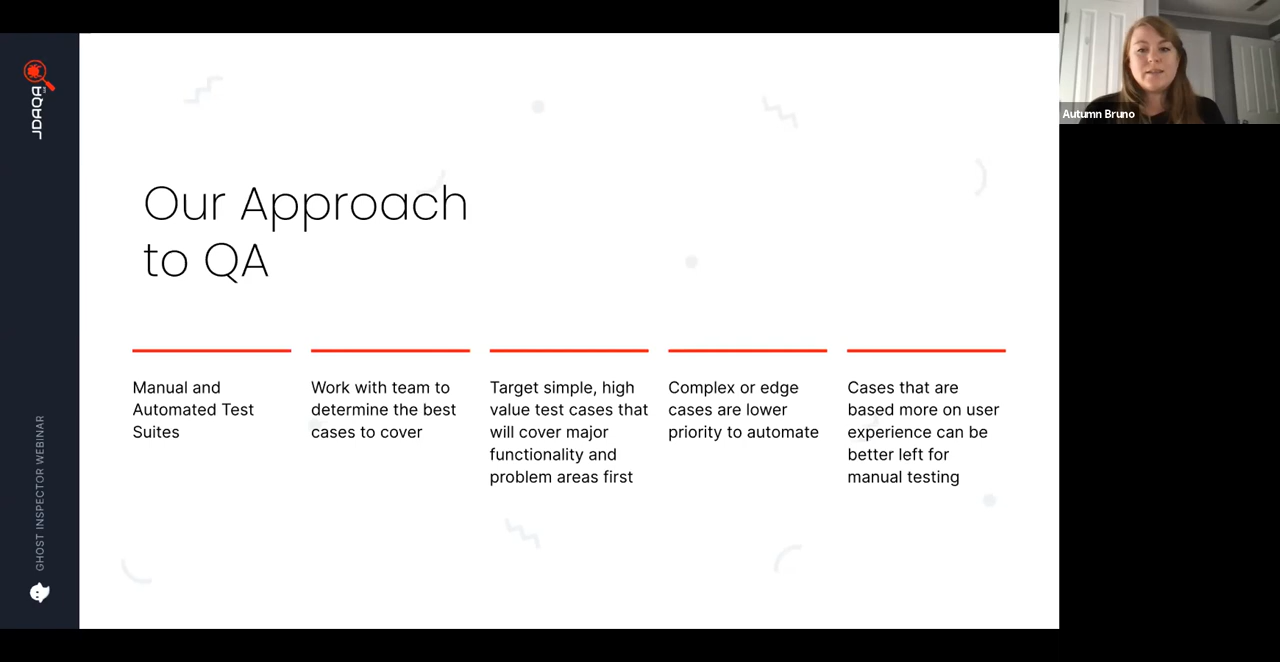 JDAQA
LLC
GHOST INSPECTOR WEBINAR
Our Approach
to QA
Manual and
Automated Test
Suites
Work with team to
determine the best
cases to cover
Target simple, high
value test cases that
will cover major
functionality and
problem areas first
Complex or edge
cases are lower
priority to automate
Cases that are
based more on user
experience can be
better left for
manual testing
Autumn Bruno